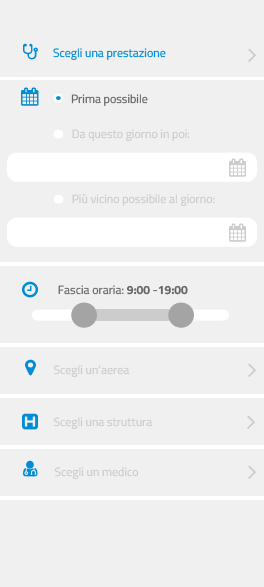 Scegli una prestazione
Prima possibile
Da questo giorno in poi:
Più vicino possibile al giorno:
Fascia oraria: 9:00 -19:00
Scegli un'aerea
H Scegli una struttura
Scegli un medico